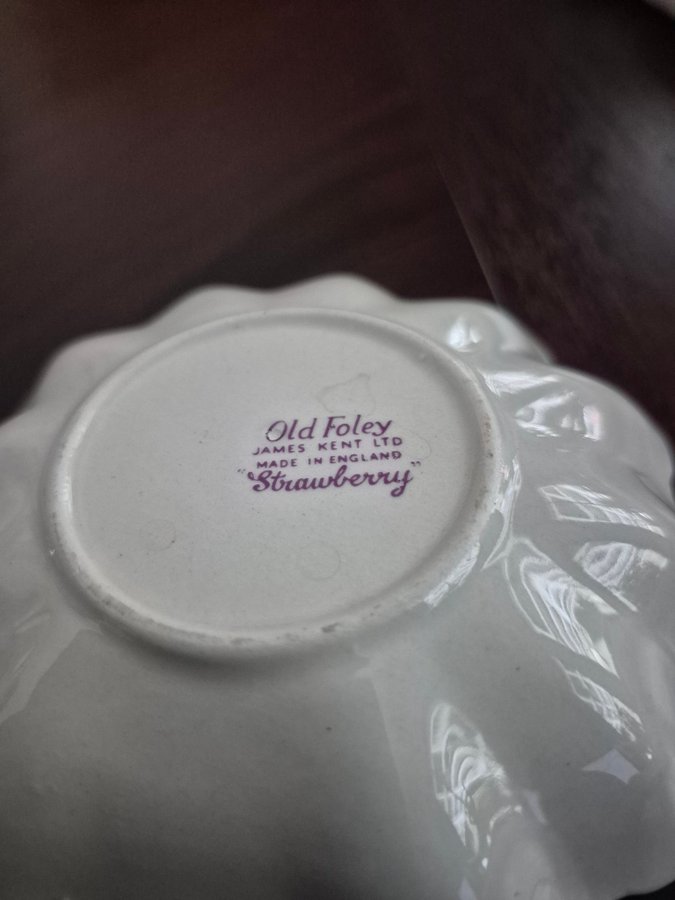 Old Foley
JAMES KENT LTD
MADE IN ENGLAND
"Strawberry"